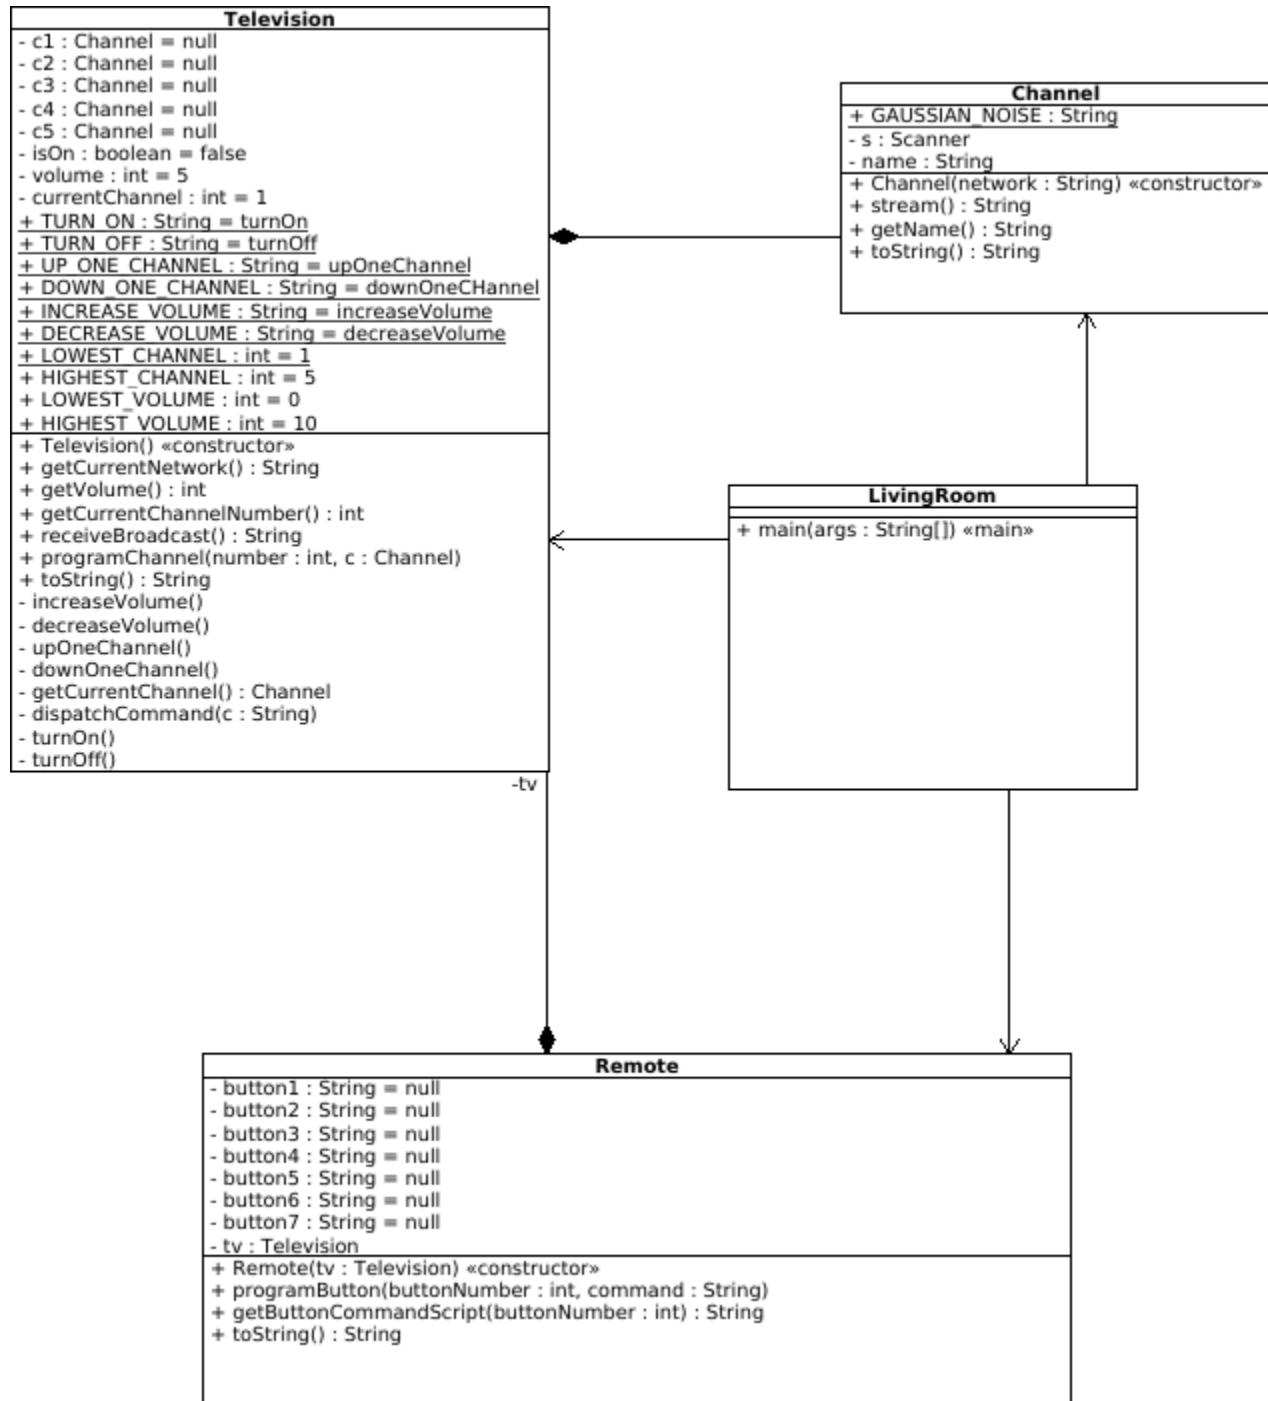 Television
- c1 : Channel = null
- c2 : Channel = null
- c3 : Channel = null
- c4 : Channel = null
- c5 : Channel = null
- isOn : boolean = false
- volume : int = 5
- currentChannel : int = 1
+ TURN_ON : String = turnOn
+ TURN_OFF : String = turnOff
+ UP_ONE_CHANNEL : String = upOneChannel
+ DOWN_ONE_CHANNEL : String = downOneCHannel
+ INCREASE_VOLUME : String = increaseVolume
+ DECREASE_VOLUME : String = decreaseVolume
+ LOWEST_CHANNEL : int = 1
+ HIGHEST_CHANNEL : int = 5
+ LOWEST_VOLUME : int = 0
+ HIGHEST_VOLUME : int = 10
+ Television() «constructor»
+ getCurrentNetwork() : String
+ getVolume() : int
+ getCurrentChannelNumber() : int
+ receiveBroadcast() : String
+ programChannel(number : int, c : Channel)
+ toString() : String
- increaseVolume()
- decreaseVolume()
- upOneChannel()
- downOneChannel()
- getCurrentChannel() : Channel
- dispatchCommand(c : String)
- turnOn()
- turnOff()
-tv
Channel
+ GAUSSIAN_NOISE : String
- s : Scanner
- name : String
+ Channel(network : String) «constructor»
+ stream() : String
+ getName() : String
+ toString() : String
LivingRoom
+ main(args : String[]) «main»
Remote
- button1 : String = null
- button2 : String = null
- button3 : String = null
- button4 : String = null
- button5 : String = null
- button6 : String = null
- button7 : String = null
- tv : Television
+ Remote(tv : Television) «constructor»
+ programButton(buttonNumber : int, command : String)
+ getButtonCommandScript(buttonNumber : int) : String
+ toString() : String